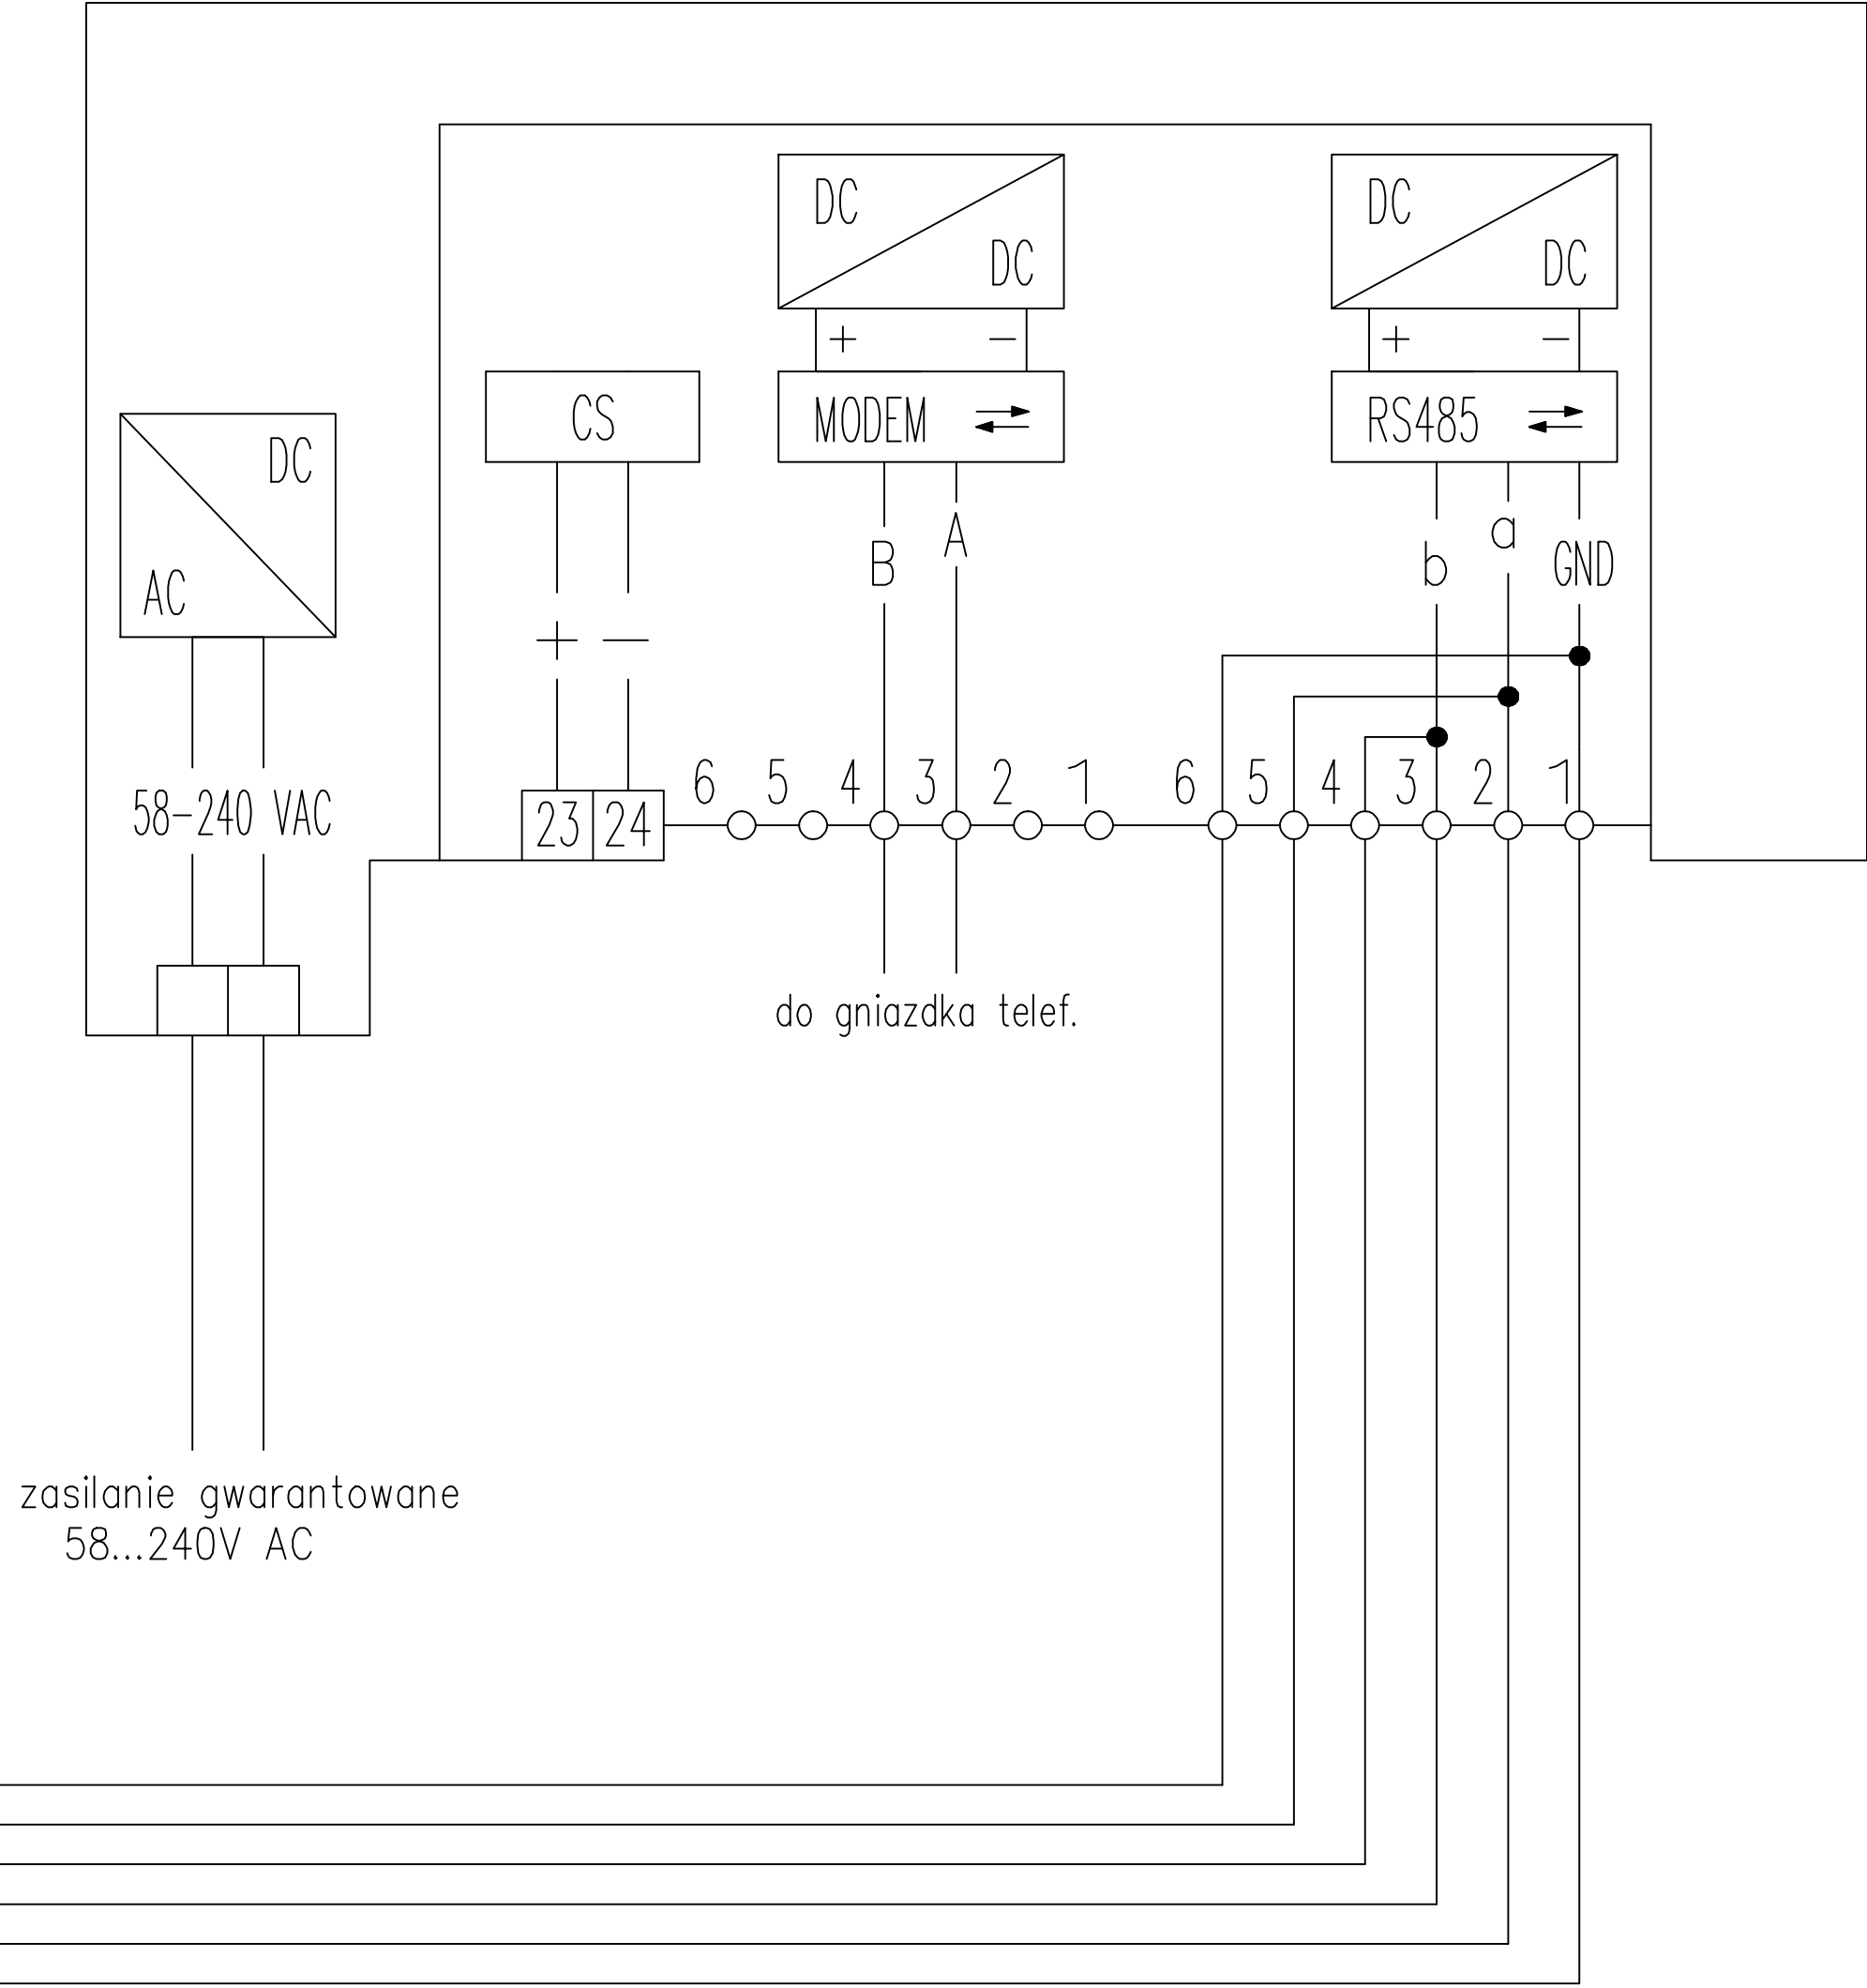 DC
DC
DC
DC
+ −
+ −
CS
MODEM
RS485
DC
AC
B
A
b
a
GND
+ −
6 5 4 3 2 1
6 5 4 3 2 1
58-240 VAC
23 24
do gniazdka telef.
zasilanie gwarantowane
58...240V AC